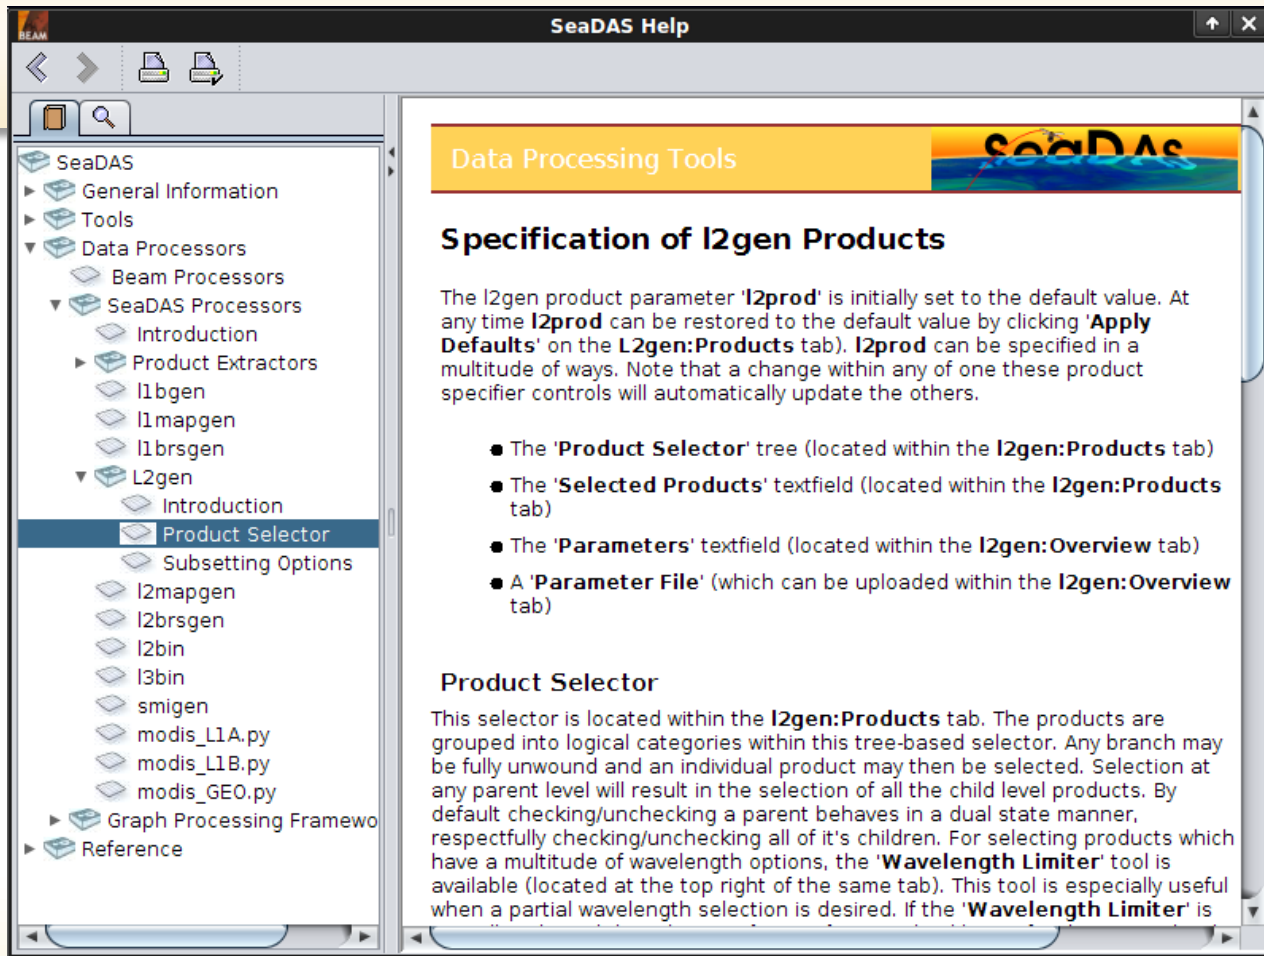 SeaDAS Help
BEAM
SeaDAS
General Information
Tools
Data Processors
Beam Processors
SeaDAS Processors
Introduction
Product Extractors
l1bgen
l1mapgen
l1brsgen
L2gen
Introduction
Product Selector
Subsetting Options
l2mapgen
l2brsgen
l2bin
l3bin
smigen
modis_L1A.py
modis_L1B.py
modis_GEO.py
Graph Processing Framewo
Reference
Data Processing Tools
SeaDAS
Specification of l2gen Products
The l2gen product parameter 'l2prod' is initially set to the default value. At
any time l2prod can be restored to the default value by clicking 'Apply
Defaults' on the L2gen:Products tab). l2prod can be specified in a
multitude of ways. Note that a change within any of one these product
specifier controls will automatically update the others.
● The 'Product Selector' tree (located within the l2gen:Products tab)
● The 'Selected Products' textfield (located within the l2gen:Products
tab)
● The 'Parameters' textfield (located within the l2gen:Overview tab)
● A 'Parameter File' (which can be uploaded within the l2gen:Overview
tab)
Product Selector
This selector is located within the l2gen:Products tab. The products are
grouped into logical categories within this tree-based selector. Any branch may
be fully unwound and an individual product may then be selected. Selection at
any parent level will result in the selection of all the child level products. By
default checking/unchecking a parent behaves in a dual state manner,
respectfully checking/unchecking all of it's children. For selecting products which
have a multitude of wavelength options, the 'Wavelength Limiter' tool is
available (located at the top right of the same tab). This tool is especially useful
when a partial wavelength selection is desired. If the 'Wavelength Limiter' is